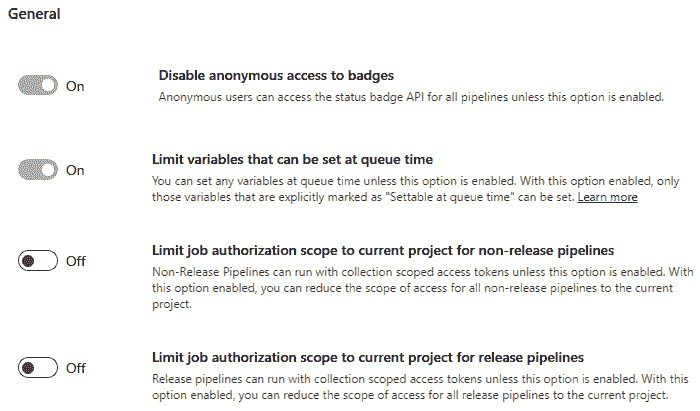 General
On
Disable anonymous access to badges
Anonymous users can access the status badge API for all pipelines unless this option is enabled.
On
Limit variables that can be set at queue time
You can set any variables at queue time unless this option is enabled. With this option enabled, only
those variables that are explicitly marked as "Settable at queue time" can be set. Learn more
Off
Limit job authorization scope to current project for non-release pipelines
Non-Release Pipelines can run with collection scoped access tokens unless this option is enabled. With
this option enabled, you can reduce the scope of access for all non-release pipelines to the current
project.
Off
Limit job authorization scope to current project for release pipelines
Release pipelines can run with collection scoped access tokens unless this option is enabled. With this
option enabled, you can reduce the scope of access for all release pipelines to the current project.